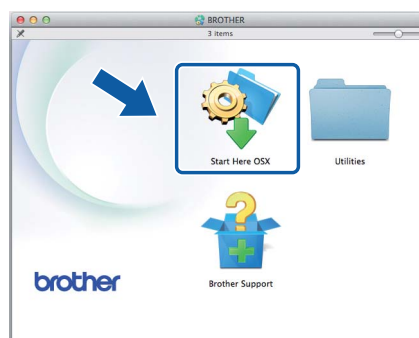 BROTHER
3 items
Start Here OSX
Utilities
Brother Support
brother